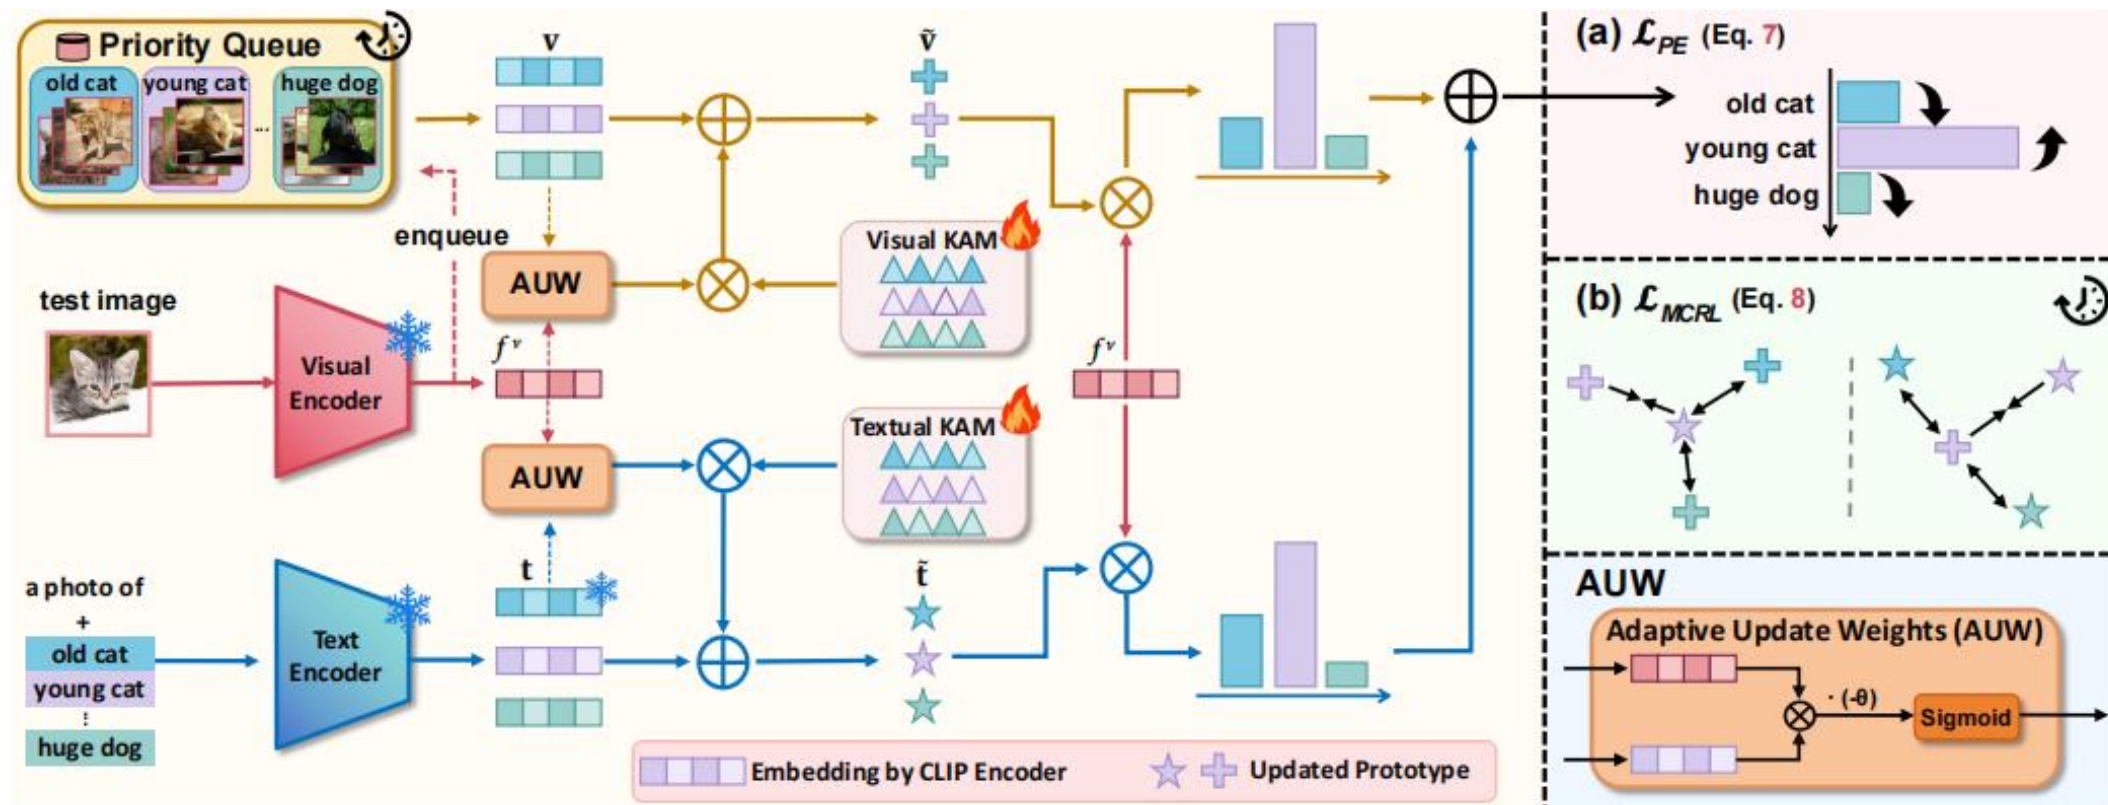 Priority Queue
old cat
young cat
...
huge dog
enqueue
test image
Visual
Encoder
a photo of
+
old cat
young cat
⋮
huge dog
Text
Encoder
v
AUW
fᵛ
AUW
t
ṽ
Visual KAM
Textual KAM
t̃
fᵛ
Embedding by CLIP Encoder
Updated Prototype
(a) ℒPE (Eq. 7)
old cat
young cat
huge dog
(b) ℒMCRL (Eq. 8)
AUW
Adaptive Update Weights (AUW)
· (-θ)
Sigmoid